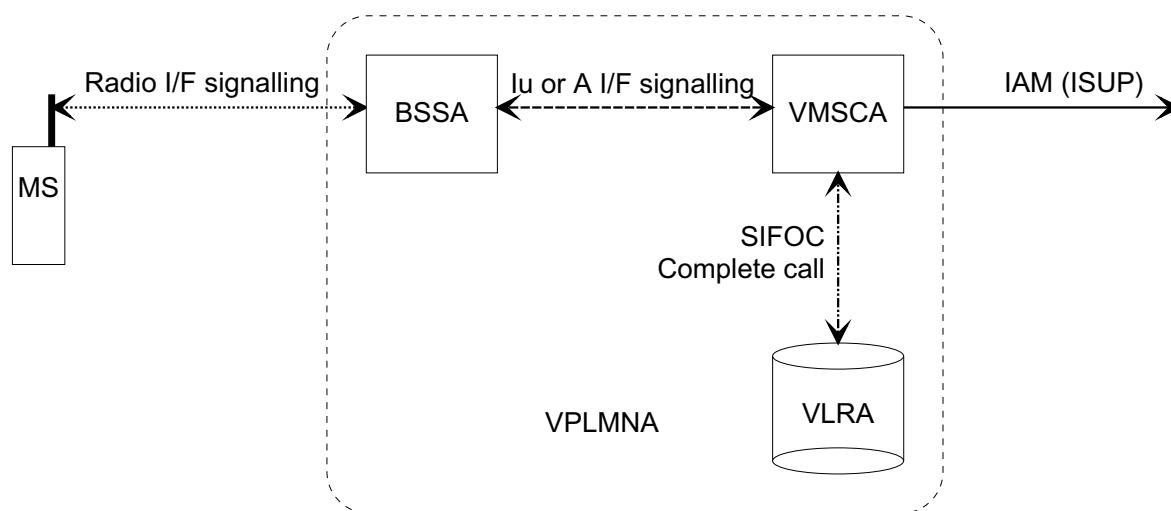 Radio I/F signalling
Iu or A I/F signalling
IAM (ISUP)
BSSA
VMSCA
MS
SIFOC
Complete call
VPLMNA
VLRA